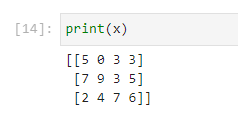 [14]: print(x)
[[5 0 3 3]
[7 9 3 5]
[2 4 7 6]]